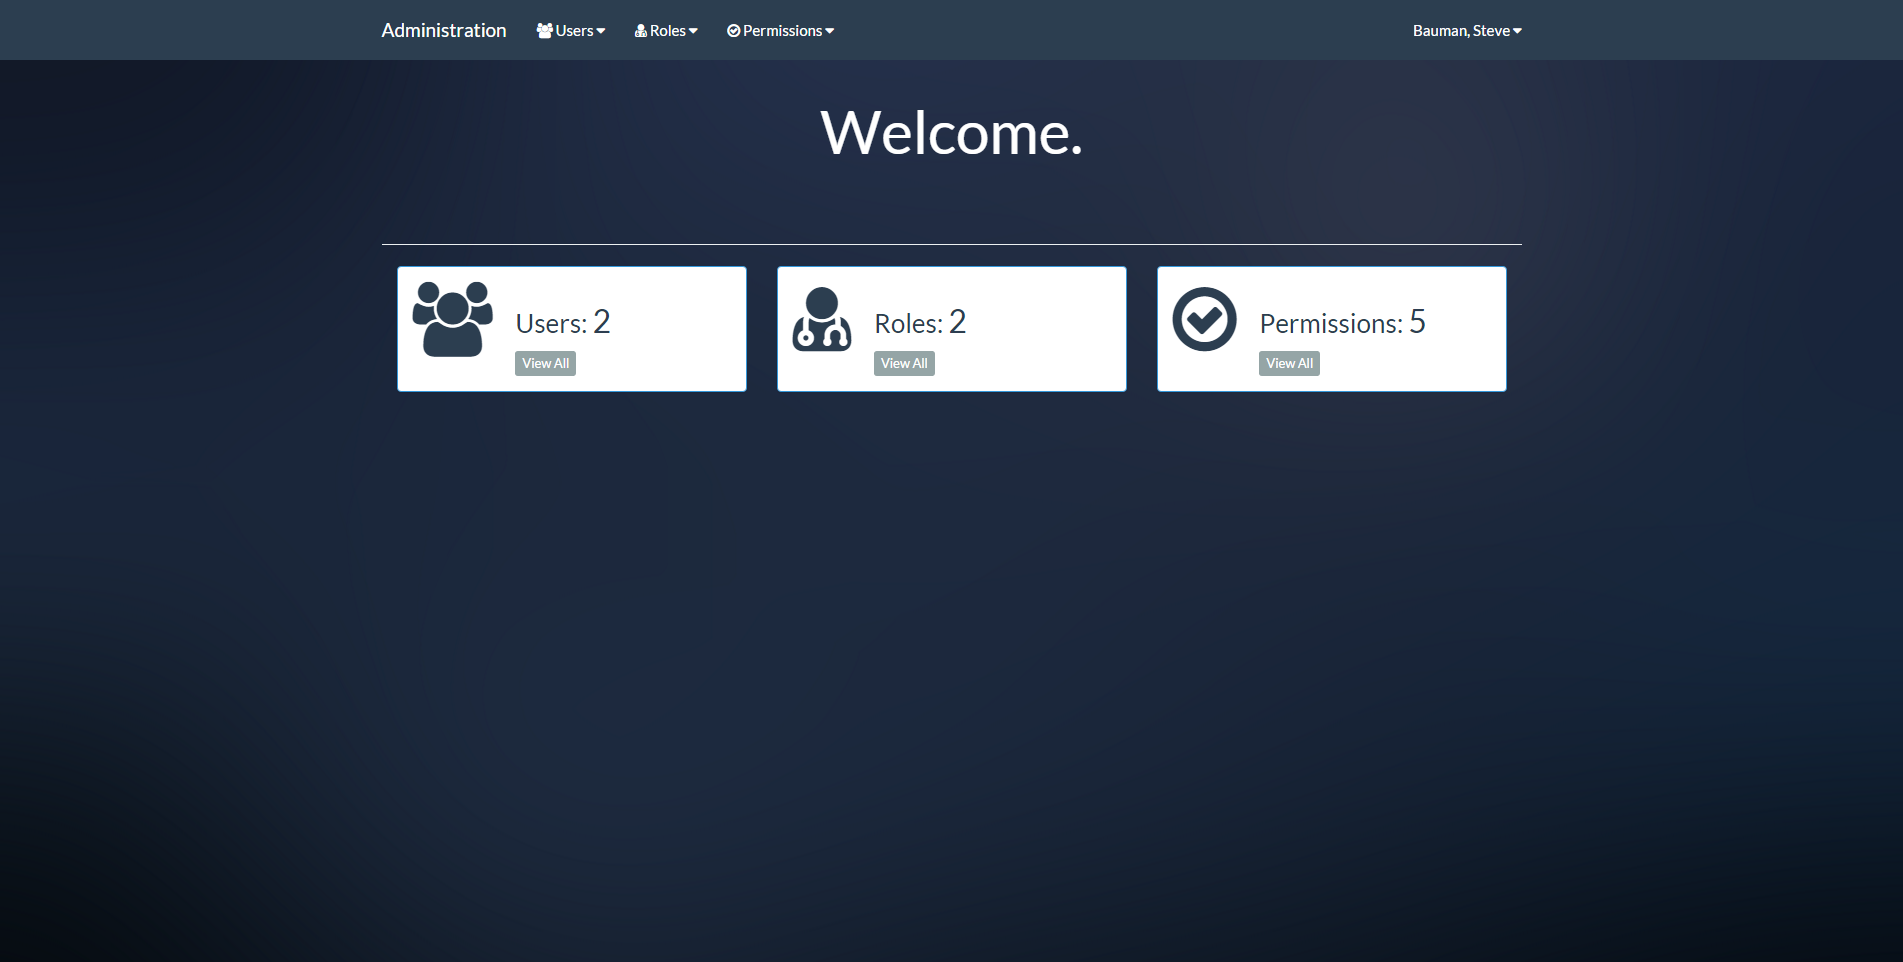 Administration Users Roles Permissions Bauman, Steve
Welcome.
Users: 2
View All
Roles: 2
View All
Permissions: 5
View All